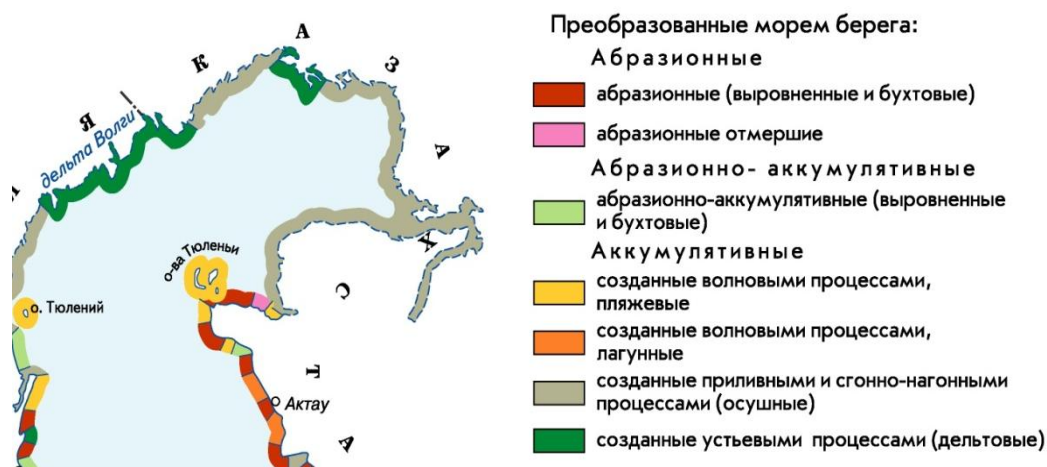 А
К
З
Я
дельта Волги
А
Х
о-ва Тюленьи
С
о. Тюлений
Т
Актау
А
Преобразованные морем берега:
Абразионные
абразионные (выровненные и бухтовые)
абразионные отмершие
Абразионно- аккумулятивные
абразионно-аккумулятивные (выровненные
и бухтовые)
Аккумулятивные
созданные волновыми процессами,
пляжевые
созданные волновыми процессами,
лагунные
созданные приливными и сгонно-нагонными
процессами (осушные)
созданные устьевыми процессами (дельтовые)